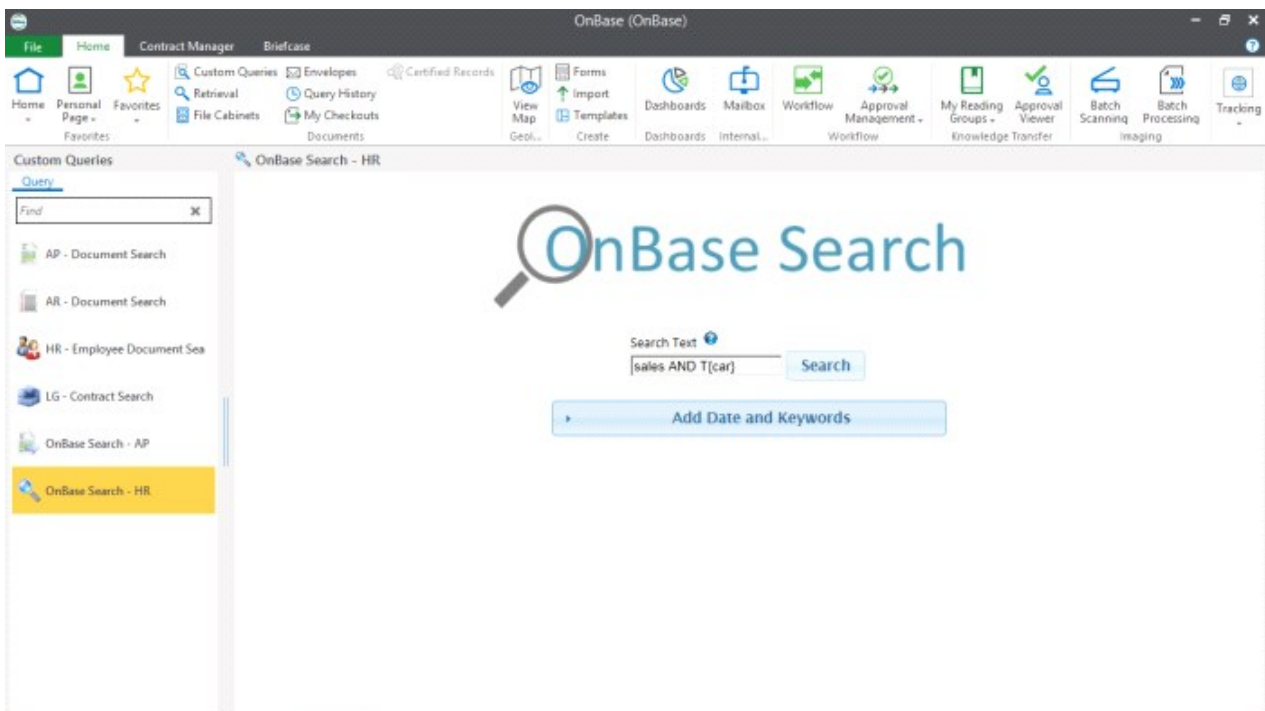 OnBase (OnBase)
File Home Contract Manager Briefcase
Home Personal Page Favorites
Favorites
Custom Queries Envelopes Certified Records
Retrieval Query History
File Cabinets My Checkouts
Documents
View Map
Geol...
Forms
Import
Templates
Create
Dashboards
Dashboards
Mailbox
Internal...
Workflow Approval Management
Workflow
My Reading Groups Approval Viewer
Knowledge Transfer
Batch Scanning Batch Processing
Imaging
Tracking
Custom Queries
Query
Find
AP - Document Search
AR - Document Search
HR - Employee Document Sea
LG - Contract Search
OnBase Search - AP
OnBase Search - HR
OnBase Search - HR
OnBase Search
Search Text
sales AND T{car}
Search
Add Date and Keywords